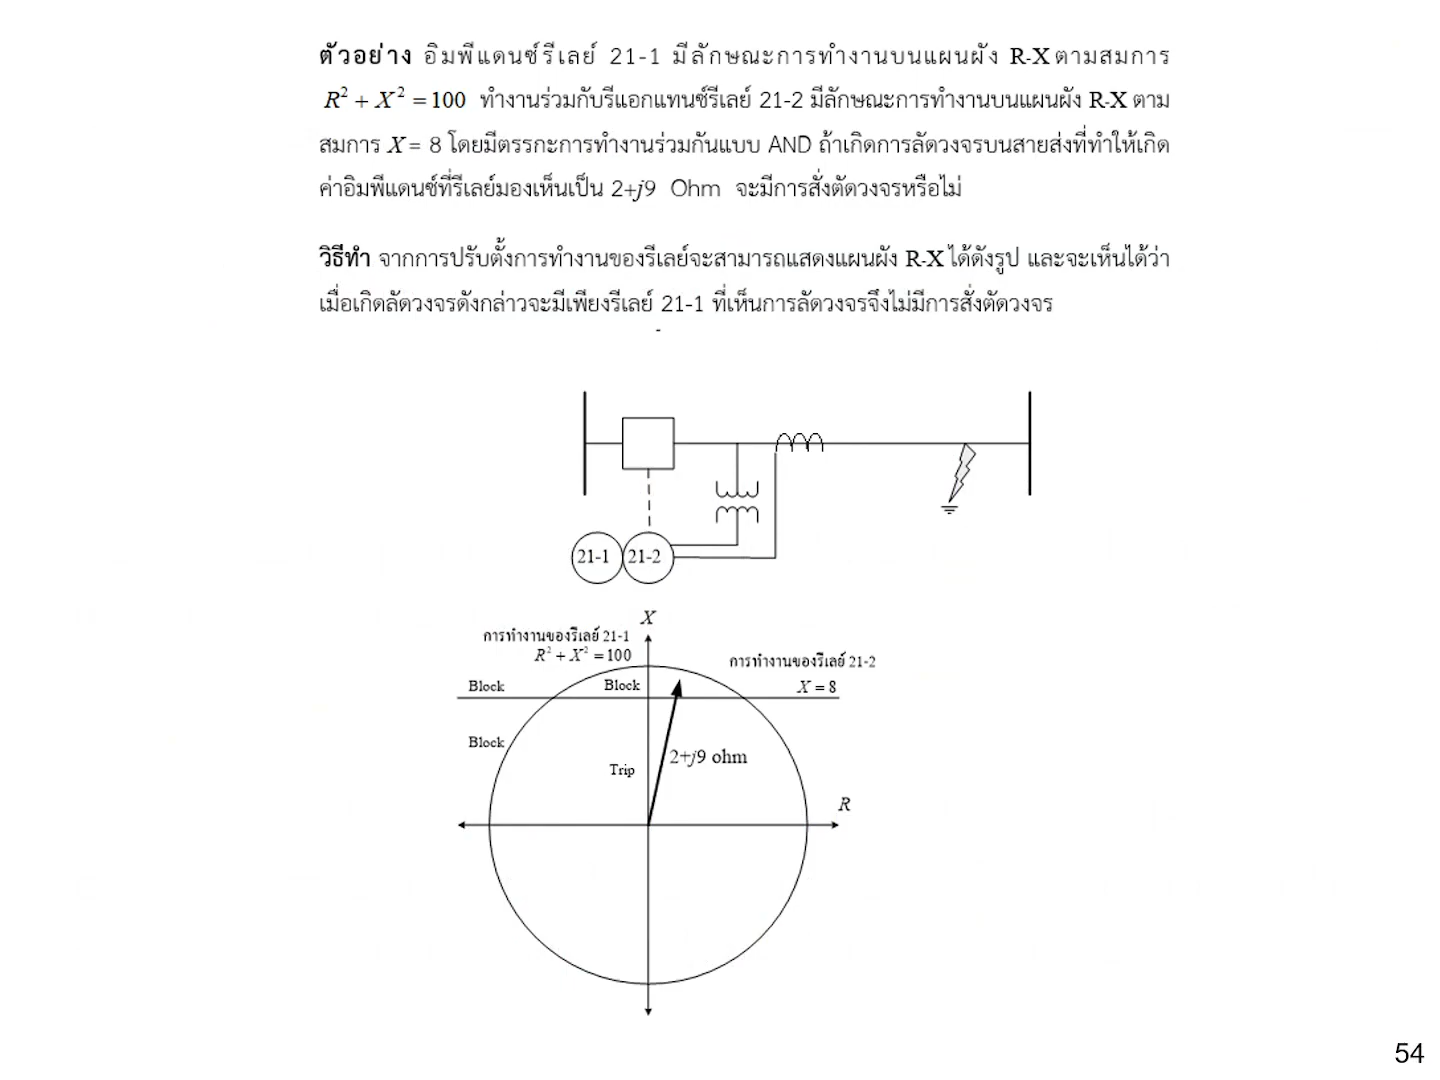 ตัวอย่าง อิมพีแดนซ์รีเลย์ 21-1 มีลักษณะการทำงานบนแผนผัง R-X ตามสมการ
R² + X² = 100 ทำงานร่วมกับรีแอกแทนซ์รีเลย์ 21-2 มีลักษณะการทำงานบนแผนผัง R-X ตาม
สมการ X = 8 โดยมีตรรกะการทำงานร่วมกันแบบ AND ถ้าเกิดการลัดวงจรบนสายส่งที่ทำให้เกิด
ค่าอิมพีแดนซ์ที่รีเลย์มองเห็นเป็น 2+j9 Ohm จะมีการสั่งตัดวงจรหรือไม่
วิธีทำ จากการปรับตั้งการทำงานของรีเลย์จะสามารถแสดงแผนผัง R-X ได้ดังรูป และจะเห็นได้ว่า
เมื่อเกิดลัดวงจรดังกล่าวจะมีเพียงรีเลย์ 21-1 ที่เห็นการลัดวงจรจึงไม่มีการสั่งตัดวงจร
21-1 21-2
X
การทำงานของรีเลย์ 21-1
R² + X² = 100
การทำงานของรีเลย์ 21-2
Block Block X = 8
Block
2+j9 ohm
Trip
R
54